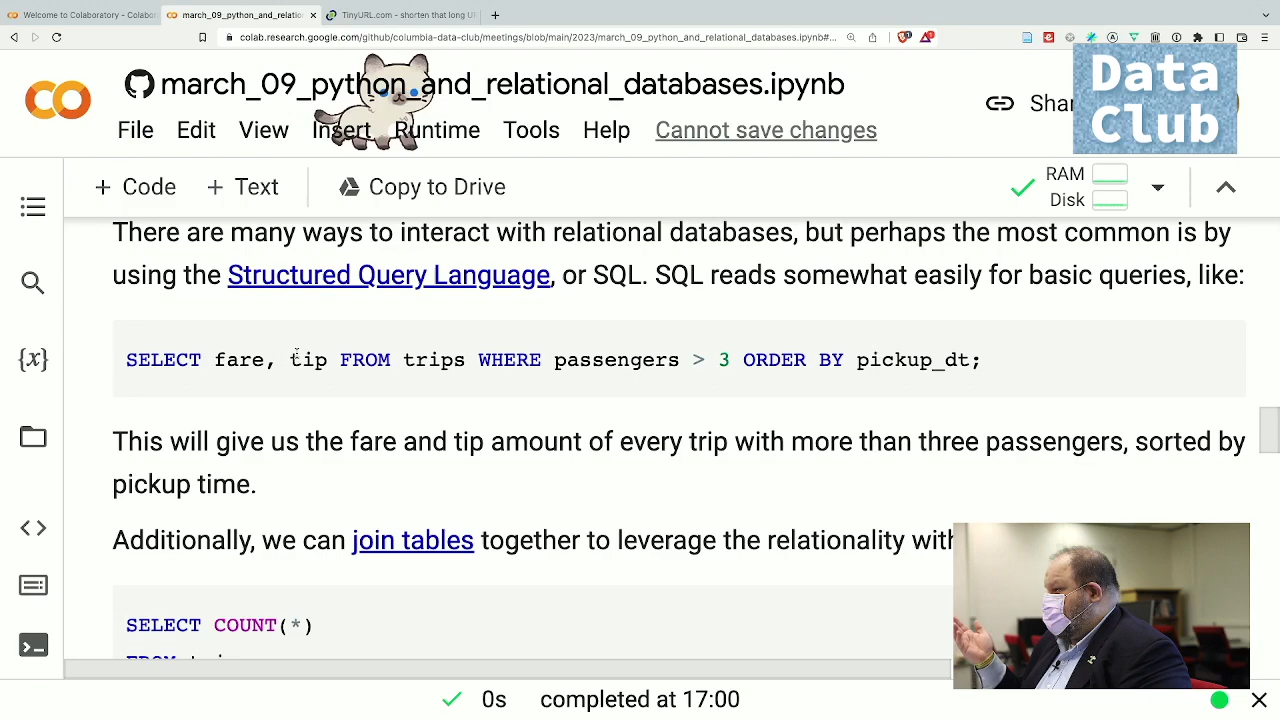 Welcome to Colaboratory - Colabor
march_09_python_and_relatio
TinyURL.com - shorten that long U
colab.research.google.com/github/columbia-data-club/meetings/blob/main/2023/march_09_python_and_relational_databases.ipynb#...
march_09_python_and_relational_databases.ipynb
Data
Club
Shar
File Edit View Insert Runtime Tools Help Cannot save changes
+ Code + Text Copy to Drive
RAM
Disk
There are many ways to interact with relational databases, but perhaps the most common is by
using the Structured Query Language, or SQL. SQL reads somewhat easily for basic queries, like:
{x}
SELECT fare, tip FROM trips WHERE passengers > 3 ORDER BY pickup_dt;
This will give us the fare and tip amount of every trip with more than three passengers, sorted by
pickup time.
Additionally, we can join tables together to leverage the relationality with
SELECT COUNT(*)
0s completed at 17:00